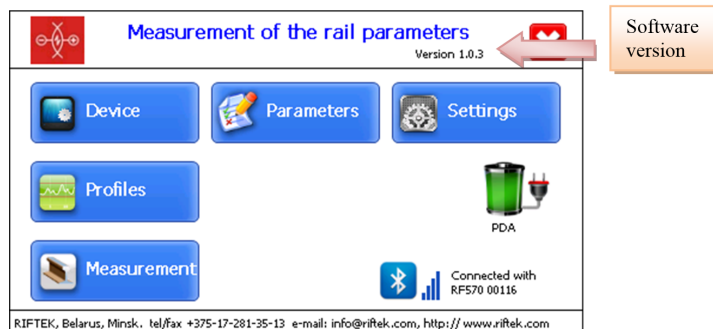 Measurement of the rail parameters
Version 1.0.3
Software
version
Device
Parameters
Settings
Profiles
PDA
Measurement
Connected with
RF570 00116
RIFTEK, Belarus, Minsk. tel/fax +375-17-281-35-13 e-mail: info@riftek.com, http://www.riftek.com